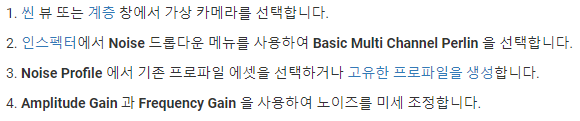 1. 씬 뷰 또는 계층 창에서 가상 카메라를 선택합니다.
2. 인스펙터에서 Noise 드롭다운 메뉴를 사용하여 Basic Multi Channel Perlin 을 선택합니다.
3. Noise Profile 에서 기존 프로파일 에셋을 선택하거나 고유한 프로파일을 생성합니다.
4. Amplitude Gain 과 Frequency Gain 을 사용하여 노이즈를 미세 조정합니다.